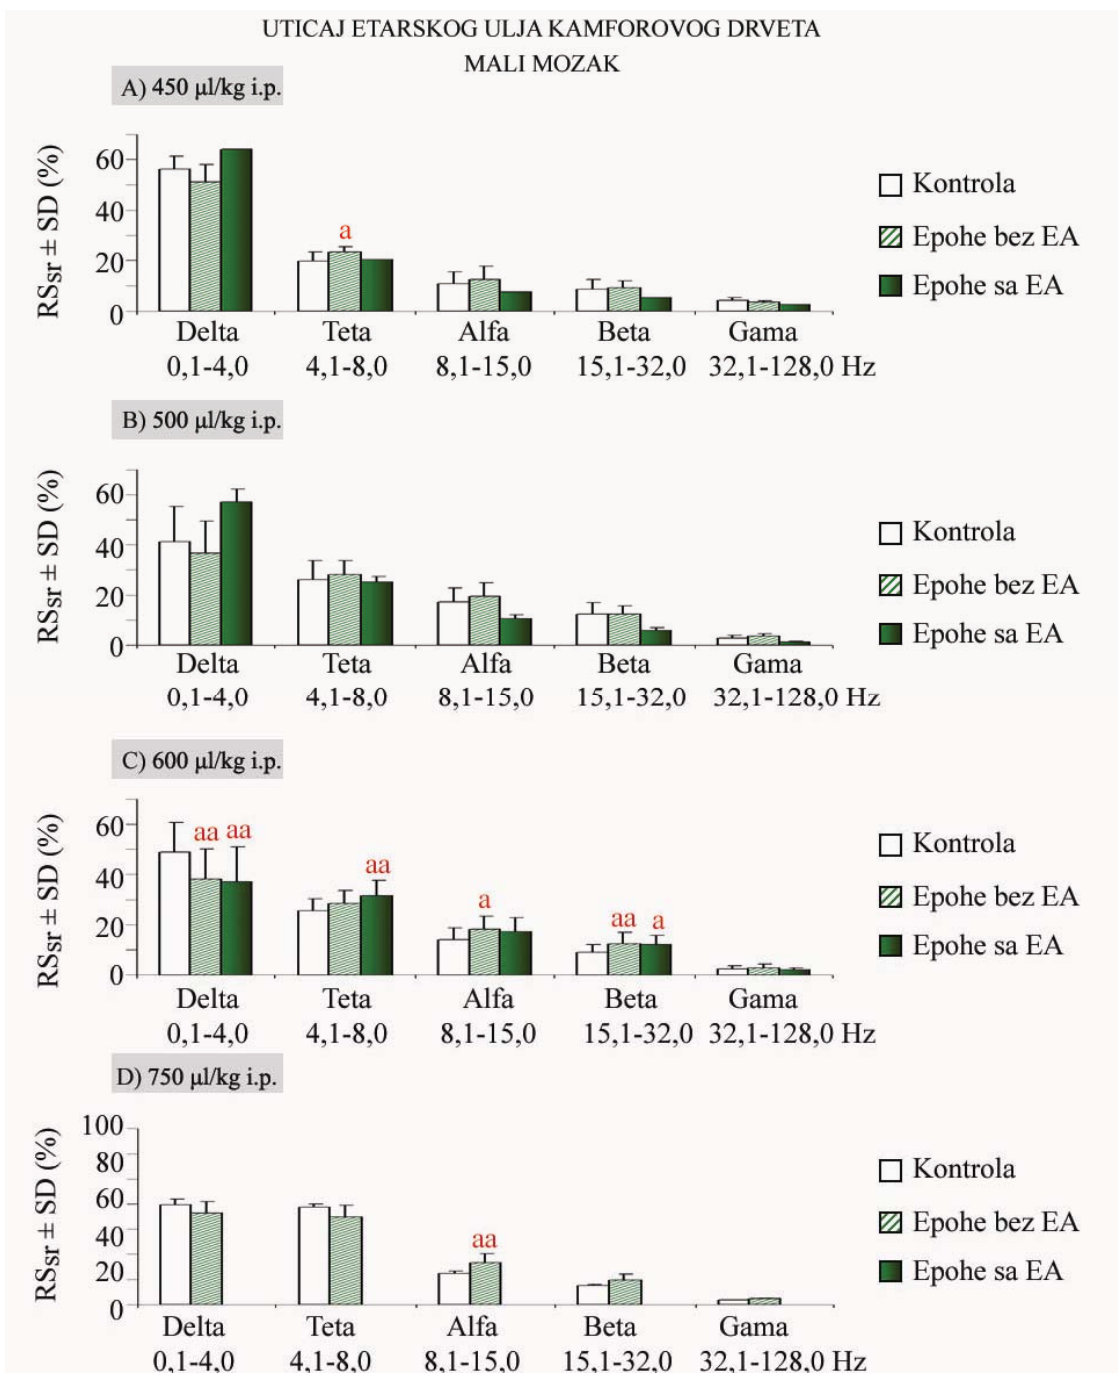 UTICAJ ETARSKOG ULJA KAMFOROVOG DRVETA
MALI MOZAK
A) 450 µl/kg i.p.
RSsr ± SD (%)
60
40
20
0
a
Delta Teta Alfa Beta Gama
0,1-4,0 4,1-8,0 8,1-15,0 15,1-32,0 32,1-128,0 Hz
Kontrola
Epohe bez EA
Epohe sa EA
B) 500 µl/kg i.p.
RSsr ± SD (%)
60
40
20
0
Delta Teta Alfa Beta Gama
0,1-4,0 4,1-8,0 8,1-15,0 15,1-32,0 32,1-128,0 Hz
Kontrola
Epohe bez EA
Epohe sa EA
C) 600 µl/kg i.p.
RSsr ± SD (%)
60
40
20
0
aa aa aa a aa a
Delta Teta Alfa Beta Gama
0,1-4,0 4,1-8,0 8,1-15,0 15,1-32,0 32,1-128,0 Hz
Kontrola
Epohe bez EA
Epohe sa EA
D) 750 µl/kg i.p.
RSsr ± SD (%)
100
80
60
40
20
0
aa
Delta Teta Alfa Beta Gama
0,1-4,0 4,1-8,0 8,1-15,0 15,1-32,0 32,1-128,0 Hz
Kontrola
Epohe bez EA
Epohe sa EA